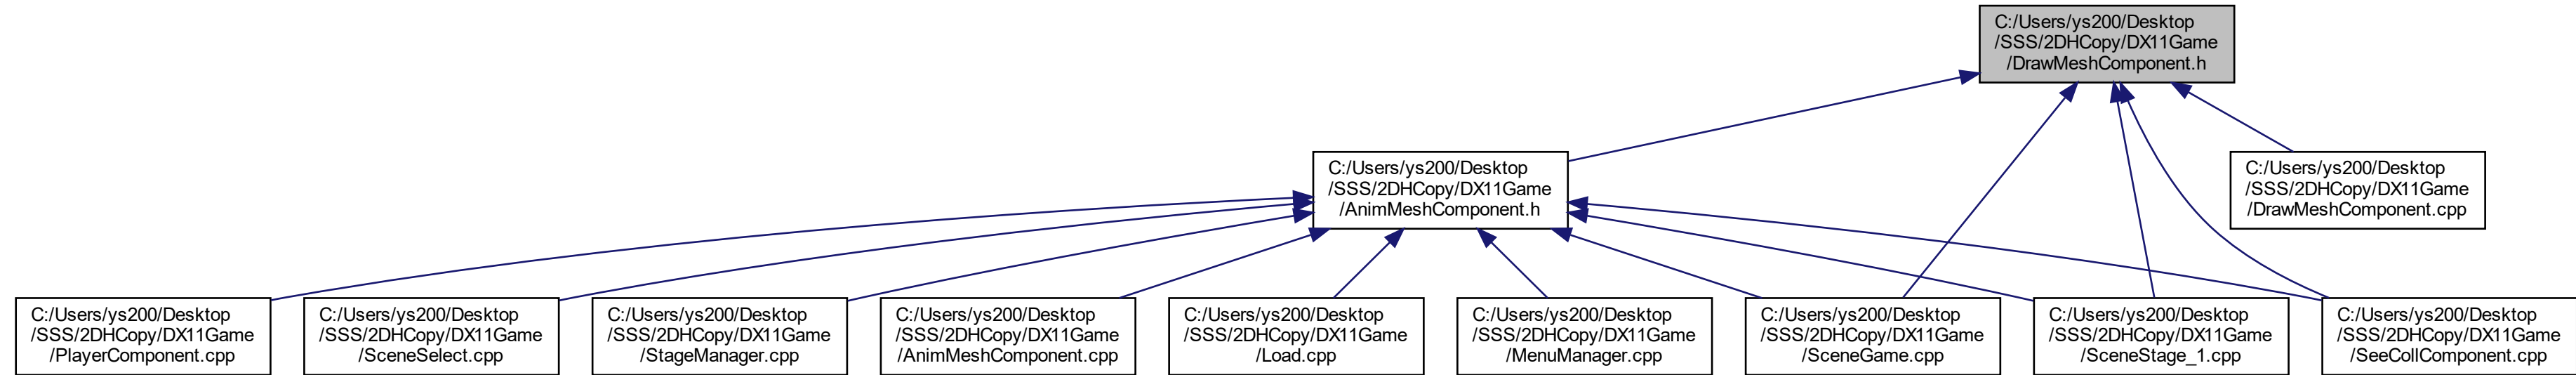 C:/Users/ys200/Desktop
/SSS/2DHCopy/DX11Game
/DrawMeshComponent.h
C:/Users/ys200/Desktop
/SSS/2DHCopy/DX11Game
/AnimMeshComponent.h
C:/Users/ys200/Desktop
/SSS/2DHCopy/DX11Game
/DrawMeshComponent.cpp
C:/Users/ys200/Desktop
/SSS/2DHCopy/DX11Game
/PlayerComponent.cpp
C:/Users/ys200/Desktop
/SSS/2DHCopy/DX11Game
/SceneSelect.cpp
C:/Users/ys200/Desktop
/SSS/2DHCopy/DX11Game
/StageManager.cpp
C:/Users/ys200/Desktop
/SSS/2DHCopy/DX11Game
/AnimMeshComponent.cpp
C:/Users/ys200/Desktop
/SSS/2DHCopy/DX11Game
/Load.cpp
C:/Users/ys200/Desktop
/SSS/2DHCopy/DX11Game
/MenuManager.cpp
C:/Users/ys200/Desktop
/SSS/2DHCopy/DX11Game
/SceneGame.cpp
C:/Users/ys200/Desktop
/SSS/2DHCopy/DX11Game
/SceneStage_1.cpp
C:/Users/ys200/Desktop
/SSS/2DHCopy/DX11Game
/SeeCollComponent.cpp